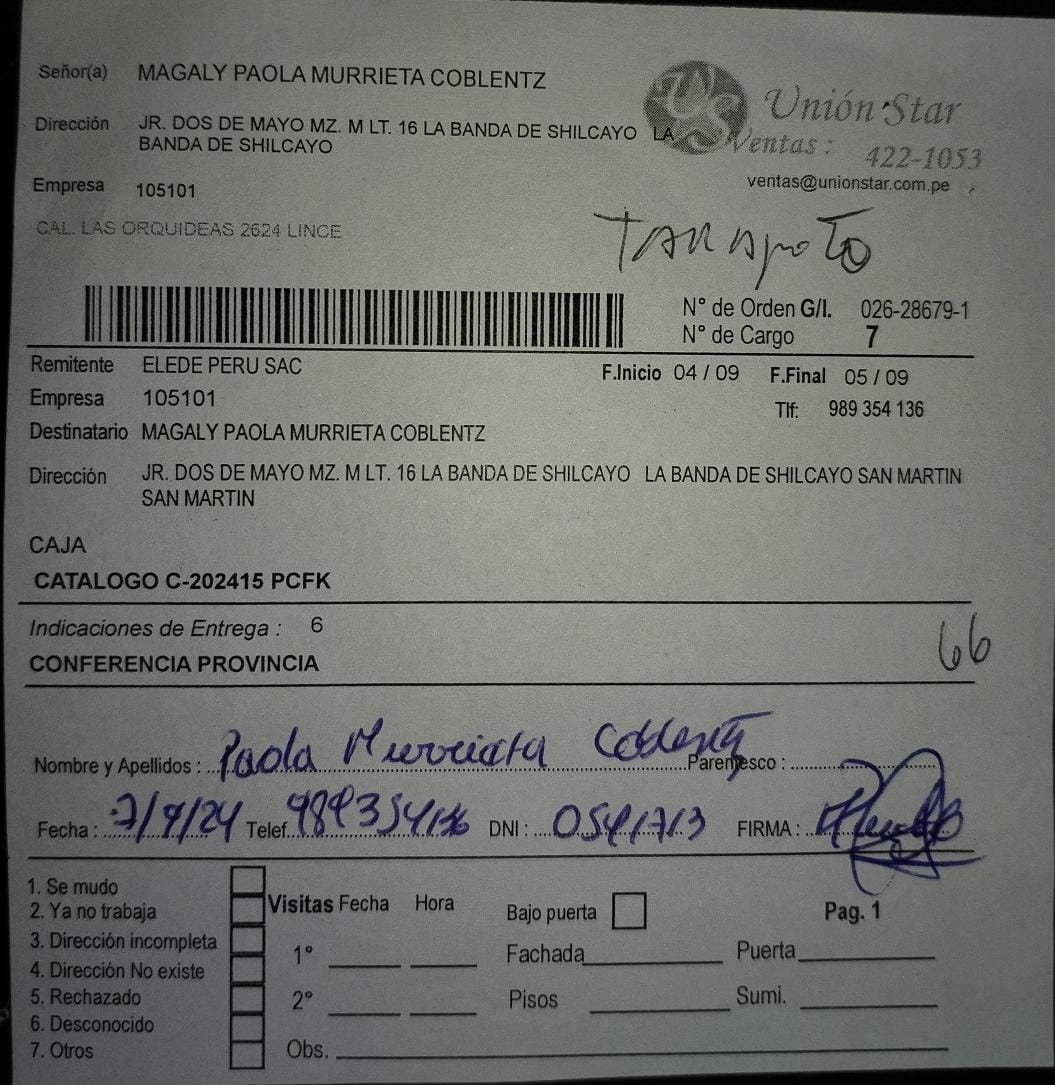 Señor(a) MAGALY PAOLA MURRIETA COBLENTZ
Unión Star
Dirección JR. DOS DE MAYO MZ. M LT. 16 LA BANDA DE SHILCAYO LA
BANDA DE SHILCAYO
Ventas : 422-1053
ventas@unionstar.com.pe
Empresa 105101
CAL. LAS ORQUIDEAS 2624 LINCE
TARAPOTO
N° de Orden G/I. 026-28679-1
N° de Cargo 7
Remitente ELEDE PERU SAC
F.Inicio 04 / 09 F.Final 05 / 09
Empresa 105101
Tlf: 989 354 136
Destinatario MAGALY PAOLA MURRIETA COBLENTZ
Dirección JR. DOS DE MAYO MZ. M LT. 16 LA BANDA DE SHILCAYO LA BANDA DE SHILCAYO SAN MARTIN
SAN MARTIN
CAJA
CATALOGO C-202415 PCFK
Indicaciones de Entrega : 6
66
CONFERENCIA PROVINCIA
Nombre y Apellidos : Paola Murrieta Coblentz Parentesco :
Fecha : 7/9/24 Telef. 989354136 DNI : FIRMA :
1. Se mudo
2. Ya no trabaja
3. Dirección incompleta
4. Dirección No existe
5. Rechazado
6. Desconocido
7. Otros
Visitas Fecha Hora
1°
2°
Obs.
Bajo puerta
Pag. 1
Fachada Puerta
Pisos Sumi.